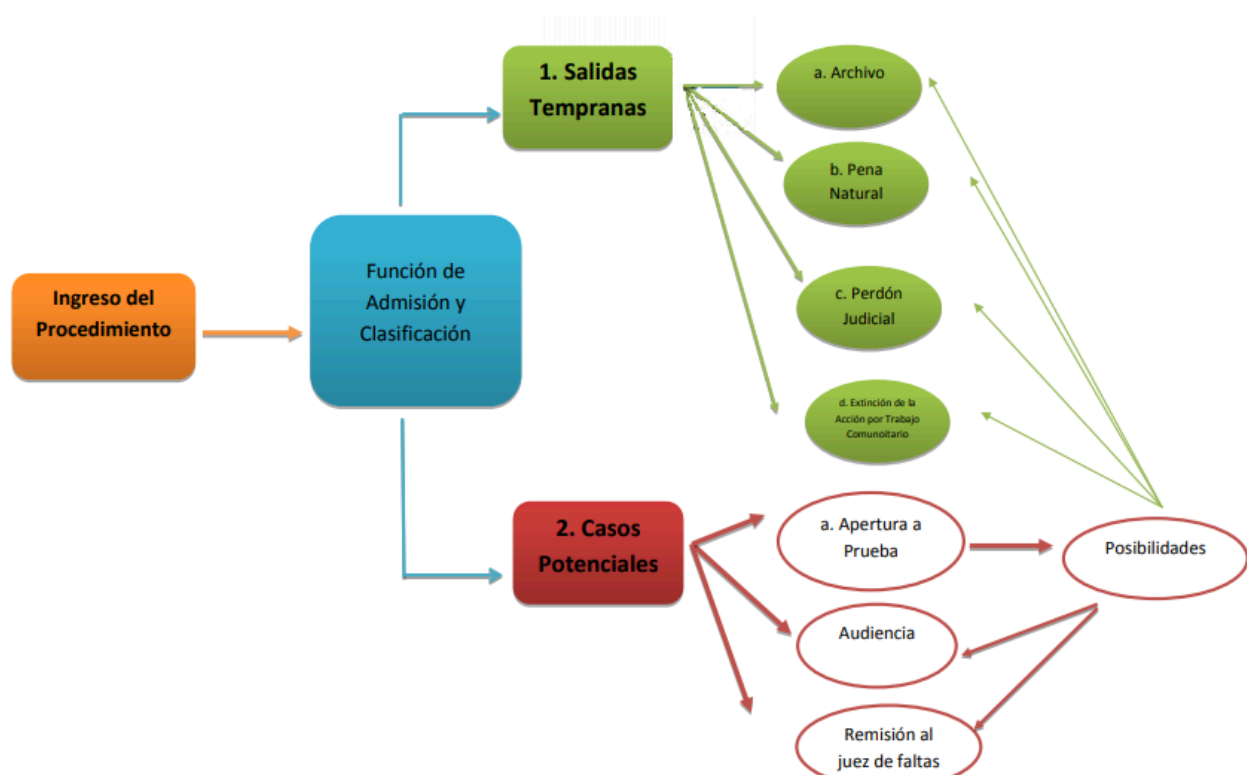 Ingreso del
Procedimiento
Función de
Admisión y
Clasificación
1. Salidas
Tempranas
a. Archivo
b. Pena
Natural
c. Perdón
Judicial
d. Extinción de la
Acción por Trabajo
Comunoitario
2. Casos
Potenciales
a. Apertura a
Prueba
Posibilidades
Audiencia
Remisión al
juez de faltas